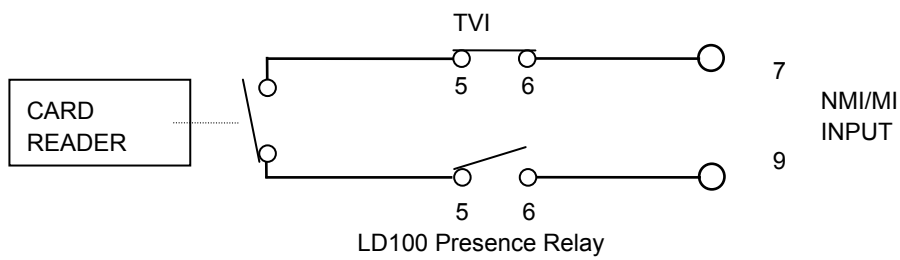 TVI
5 6
7
CARD
READER
NMI/MI
INPUT
9
5 6
LD100 Presence Relay